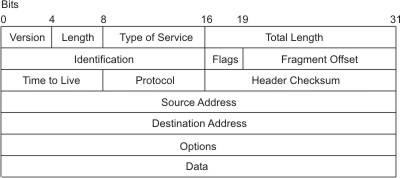 Bits
0 4 8 16 19 31
Version Length Type of Service Total Length
Identification Flags Fragment Offset
Time to Live Protocol Header Checksum
Source Address
Destination Address
Options
Data